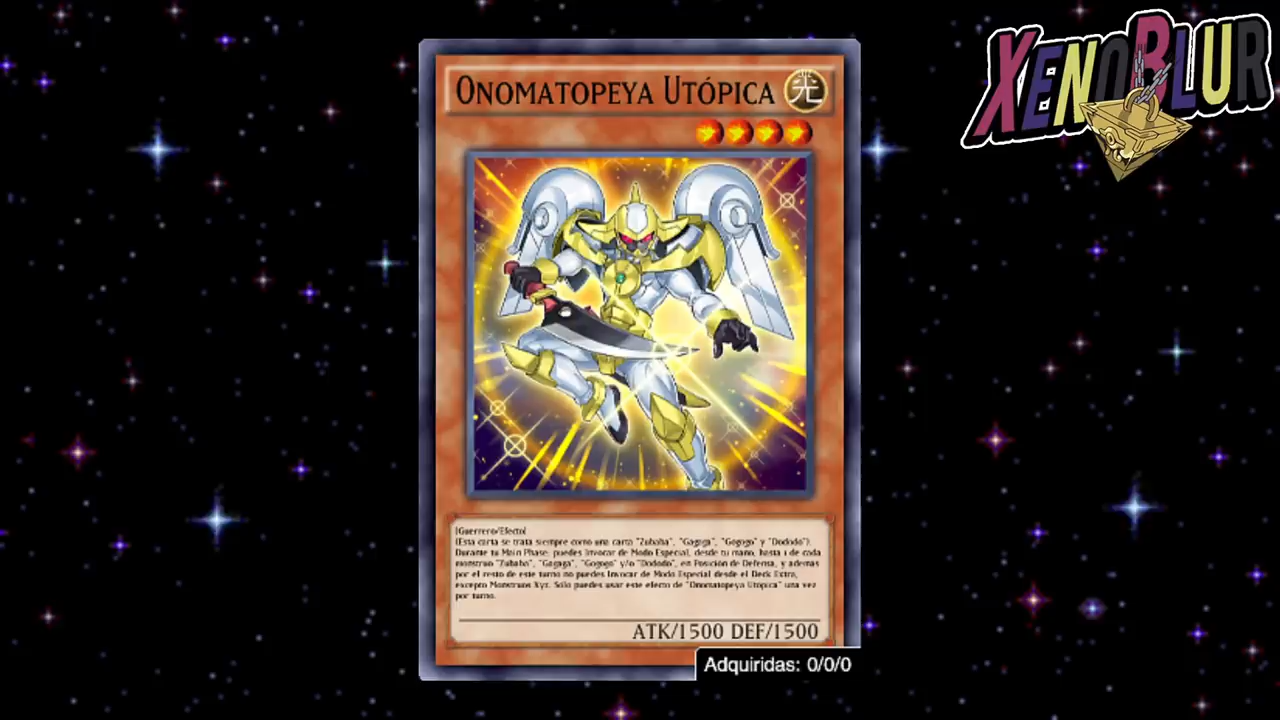 XENOBLUR
ONOMATOPEYA UTÓPICA 光
[Guerrero/Efecto]
(Esta carta se trata siempre como una carta "Zubaba", "Gagaga", "Gogogo" y "Dododo").
Durante tu Main Phase: puedes Invocar de Modo Especial, desde tu mano, hasta 1 de cada
monstruo "Zubaba", "Gagaga", "Gogogo" y/o "Dododo", en Posición de Defensa, y además
por el resto de este turno no puedes Invocar de Modo Especial desde el Deck Extra,
excepto Monstruos Xyz. Sólo puedes usar este efecto de "Onomatopeya Utópica" una vez
por turno.
ATK/1500 DEF/1500
Adquiridas: 0/0/0